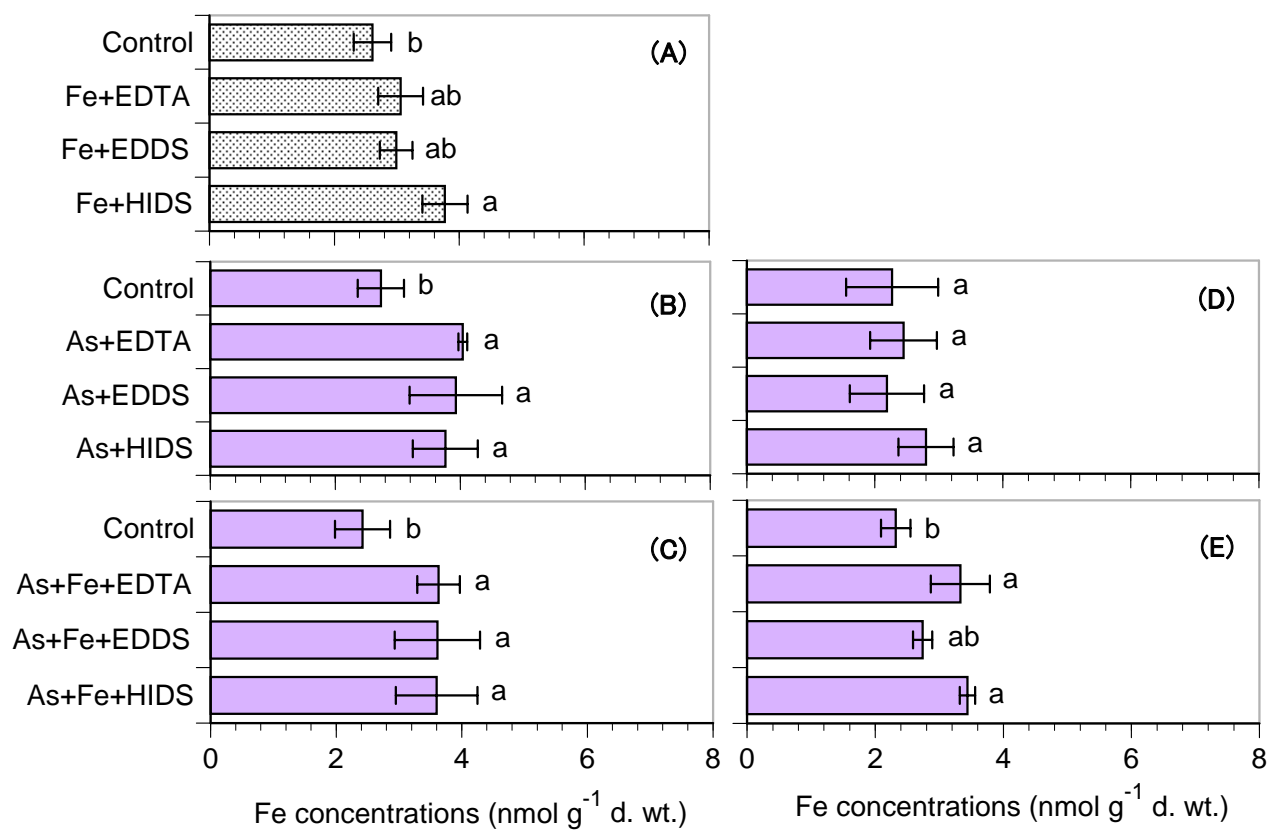 Control b (A)
Fe+EDTA ab
Fe+EDDS ab
Fe+HIDS a
Control b (B)
As+EDTA a
As+EDDS a
As+HIDS a
a (D)
a
a
a
Control b (C)
As+Fe+EDTA a
As+Fe+EDDS a
As+Fe+HIDS a
0 2 4 6 8
Fe concentrations (nmol g⁻¹ d. wt.)
b (E)
a
ab
a
0 2 4 6 8
Fe concentrations (nmol g⁻¹ d. wt.)